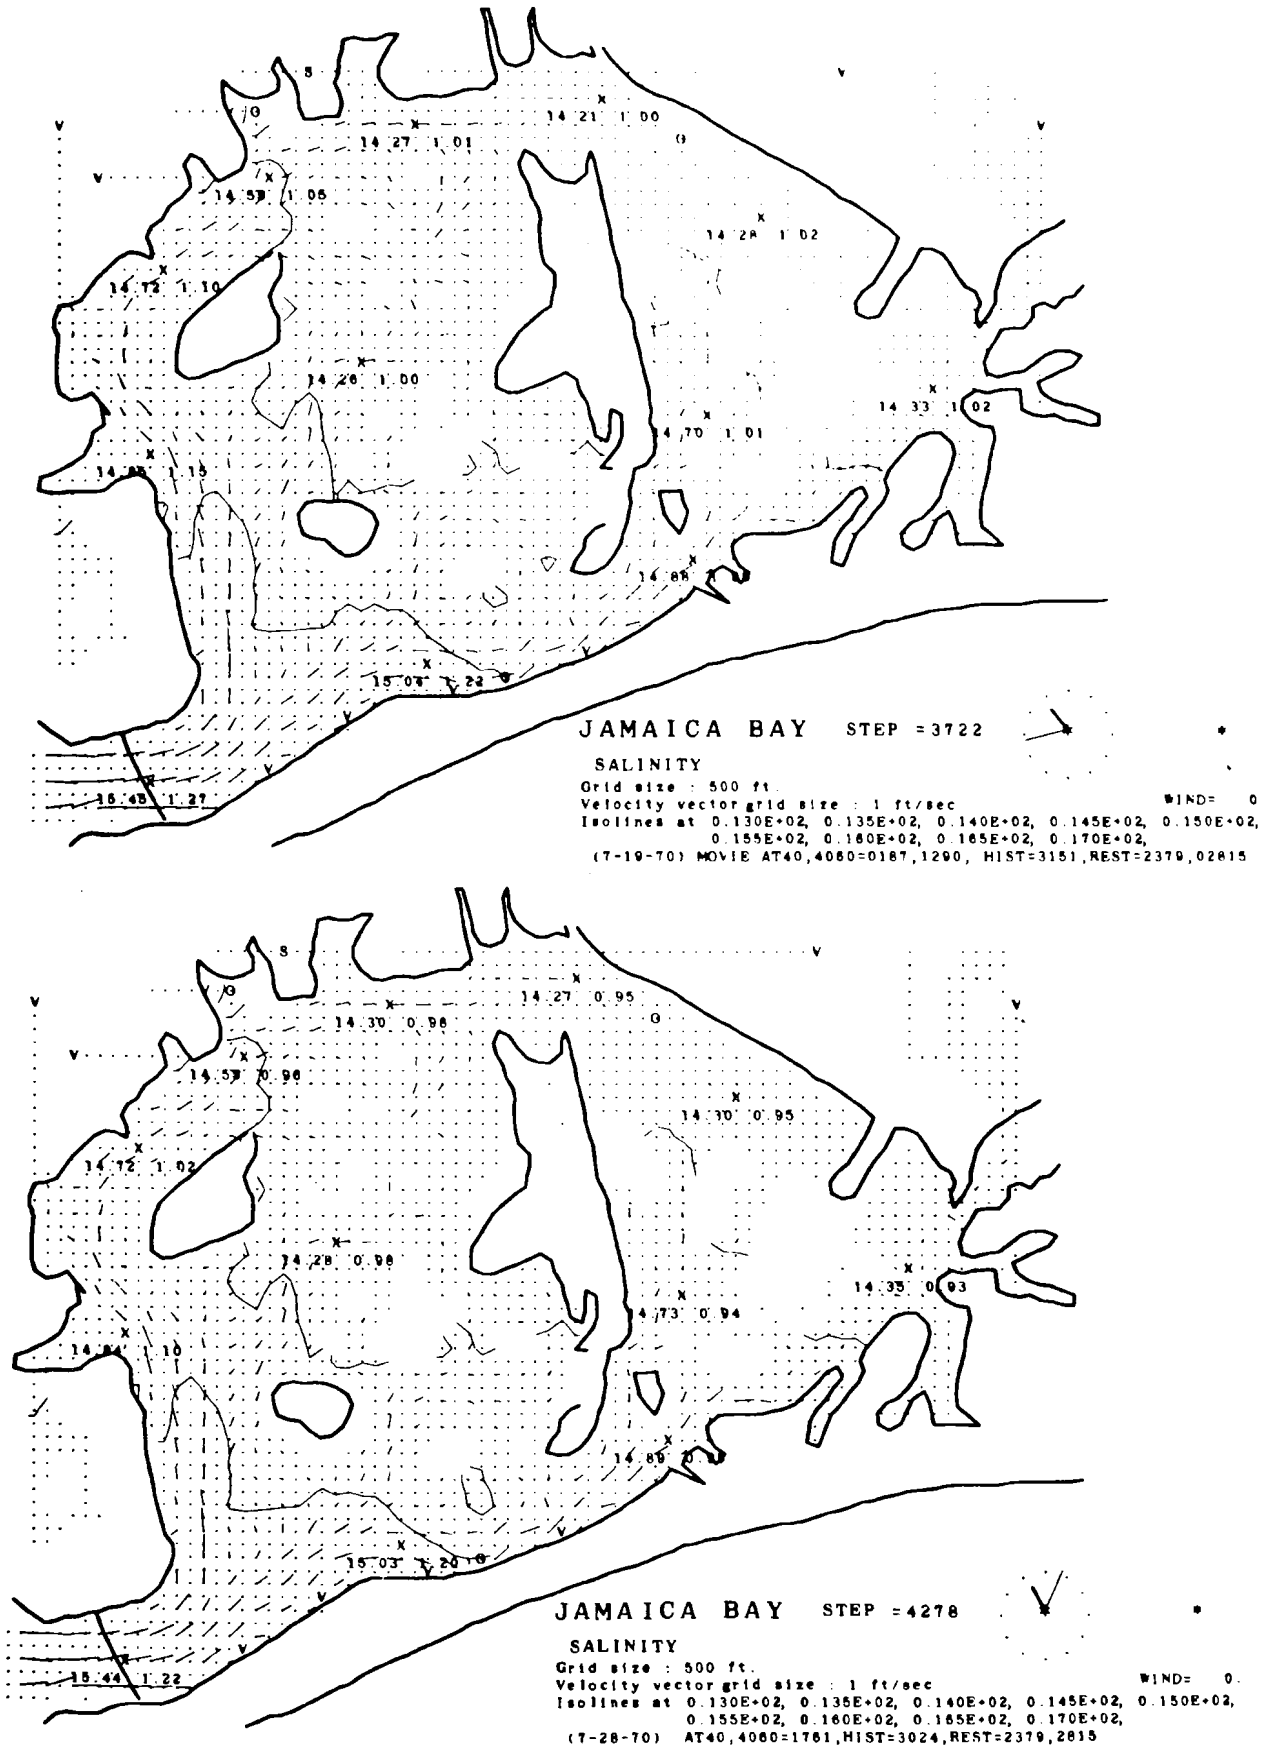 S
14.21 1.00
14.27 1.01
1.05
14.28 1.02
14.72 1.10
14.26 1.00
14.33 1.02
14.70 1.01
1.15
14.88
15.04 1.22
15.45 1.27
JAMAICA BAY STEP =3722
SALINITY
Grid size : 500 ft.
Velocity vector grid size : 1 ft/sec
WIND= 0
Isolines at 0.130E+02, 0.135E+02, 0.140E+02, 0.145E+02, 0.150E+02,
0.155E+02, 0.160E+02, 0.165E+02, 0.170E+02,
(7-19-70) MOVIE AT40,4060=0187,1290, HIST=3151,REST=2379,02815
S
14.27 0.95
14.30 0.96
0.96
14.30 0.95
14.72 1.02
14.28 0.98
14.35 0.93
14.73 0.94
1.10
14.89
15.03 1.20
15.44 1.22
JAMAICA BAY STEP =4278
SALINITY
Grid size : 500 ft.
Velocity vector grid size : 1 ft/sec
WIND= 0.
Isolines at 0.130E+02, 0.135E+02, 0.140E+02, 0.145E+02, 0.150E+02,
0.155E+02, 0.160E+02, 0.165E+02, 0.170E+02,
(7-28-70) AT40,4060=1761,HIST=3024,REST=2379,2815